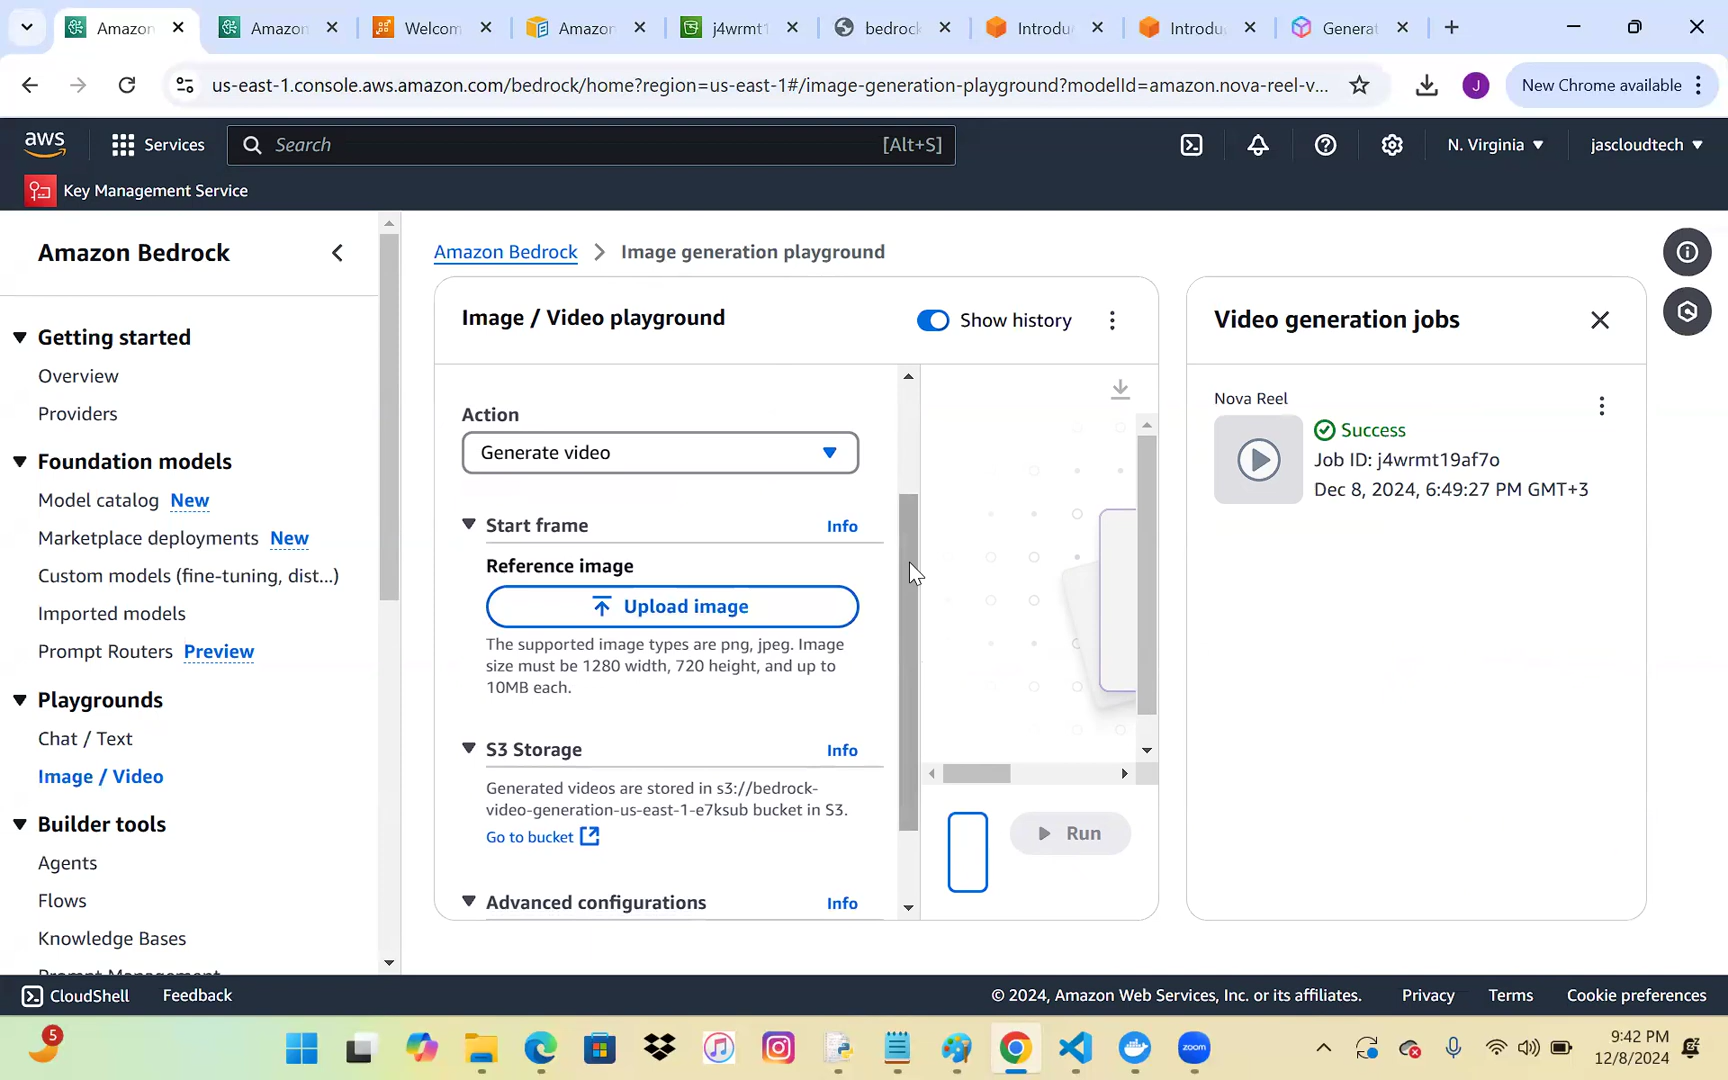 Amazon
Amazon
Welcom
Amazon
j4wrmt1
bedrock
Introdu
Introdu
Generat
us-east-1.console.aws.amazon.com/bedrock/home?region=us-east-1#/image-generation-playground?modelId=amazon.nova-reel-v...
J
New Chrome available
aws
Services
Search
[Alt+S]
N. Virginia
jascloudtech
Key Management Service
Amazon Bedrock
Getting started
Overview
Providers
Foundation models
Model catalog New
Marketplace deployments New
Custom models (fine-tuning, dist...)
Imported models
Prompt Routers Preview
Playgrounds
Chat / Text
Image / Video
Builder tools
Agents
Flows
Knowledge Bases
Prompt Management
Amazon Bedrock
Image generation playground
Image / Video playground
Show history
Action
Generate video
Start frame
Info
Reference image
Upload image
The supported image types are png, jpeg. Image
size must be 1280 width, 720 height, and up to
10MB each.
S3 Storage
Info
Generated videos are stored in s3://bedrock-
video-generation-us-east-1-e7ksub bucket in S3.
Go to bucket
Advanced configurations
Info
Run
Video generation jobs
Nova Reel
Success
Job ID: j4wrmt19af7o
Dec 8, 2024, 6:49:27 PM GMT+3
CloudShell
Feedback
© 2024, Amazon Web Services, Inc. or its affiliates.
Privacy
Terms
Cookie preferences
5
zoom
9:42 PM
12/8/2024